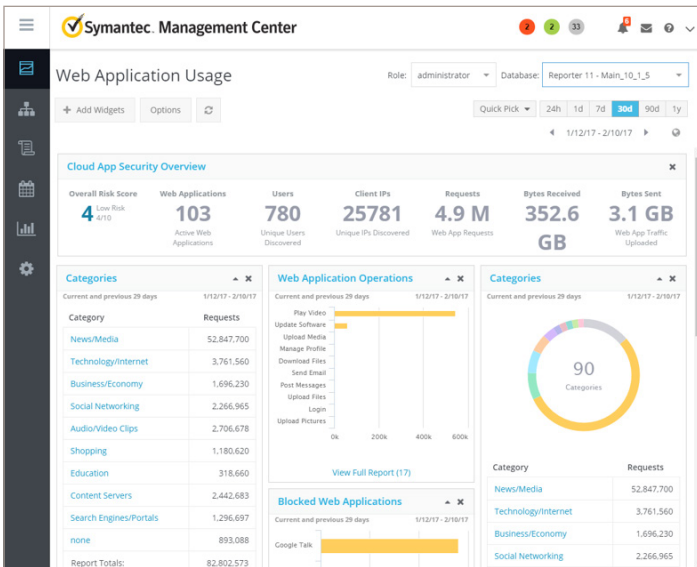 Symantec. Management Center
2 2 33
6
Web Application Usage
Role: administrator Database: Reporter 11 - Main_10_1_5
+ Add Widgets Options
Quick Pick 24h 1d 7d 30d 90d 1y
1/12/17 - 2/10/17
Cloud App Security Overview
Overall Risk Score Web Applications Users Client IPs Requests Bytes Received Bytes Sent
4 Low Risk 4/10 103 780 25781 4.9 M 352.6 GB 3.1 GB
Active Web Applications Unique Users Discovered Unique IPs Discovered Web App Requests Web App Traffic Uploaded
Categories
Current and previous 29 days 1/12/17 - 2/10/17
Category Requests
News/Media 52,847,700
Technology/Internet 3,761,560
Business/Economy 1,696,230
Social Networking 2,266,965
Audio/Video Clips 2,706,678
Shopping 1,180,620
Education 318,660
Content Servers 2,442,683
Search Engines/Portals 1,296,697
none 893,088
Report Totals: 82,802,573
Web Application Operations
Current and previous 29 days 1/12/17 - 2/10/17
Play Video
Update Software
Upload Media
Manage Profile
Download Files
Send Email
Post Messages
Upload Files
Login
Upload Pictures
0k 200k 400k 600k
View Full Report (17)
Blocked Web Applications
Current and previous 29 days 1/12/17 - 2/10/17
Google Talk
Categories
Current and previous 29 days 1/12/17 - 2/10/17
90
Categories
Category Requests
News/Media 52,847,700
Technology/Internet 3,761,560
Business/Economy 1,696,230
Social Networking 2,266,965